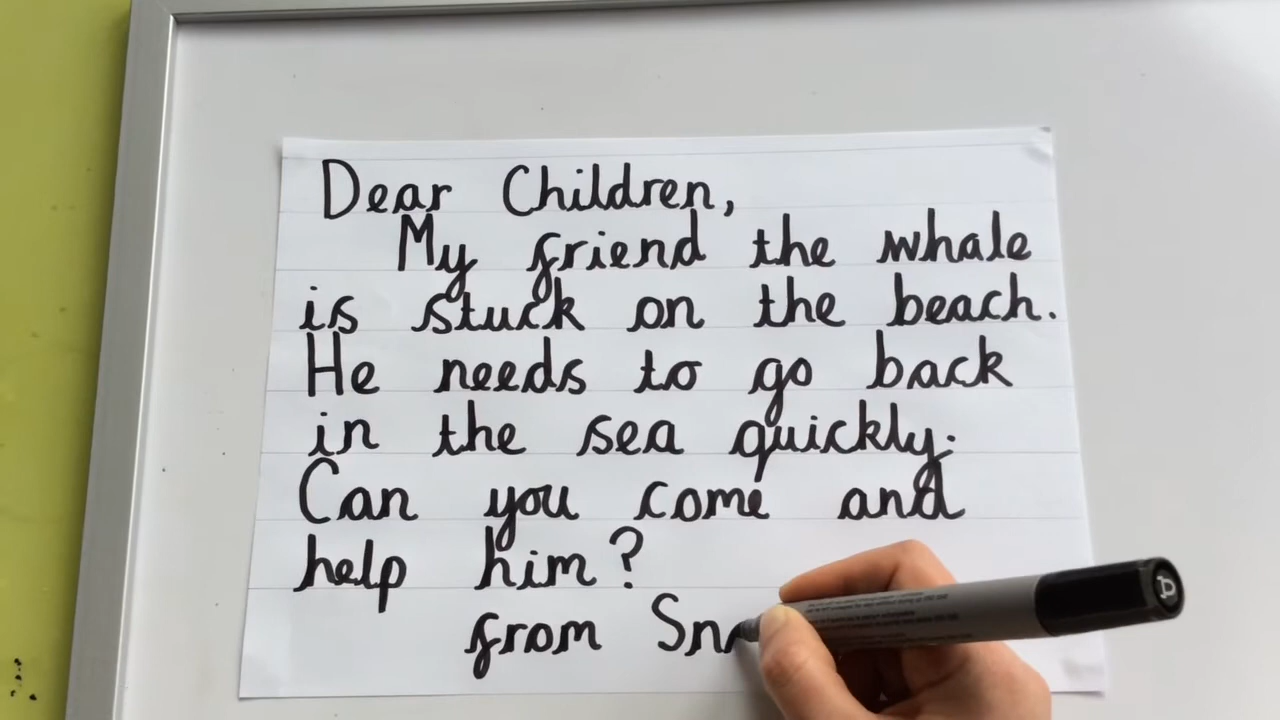 Dear Children,
My friend the whale
is stuck on the beach.
He needs to go back
in the sea quickly.
Can you come and
help him?
from Sn